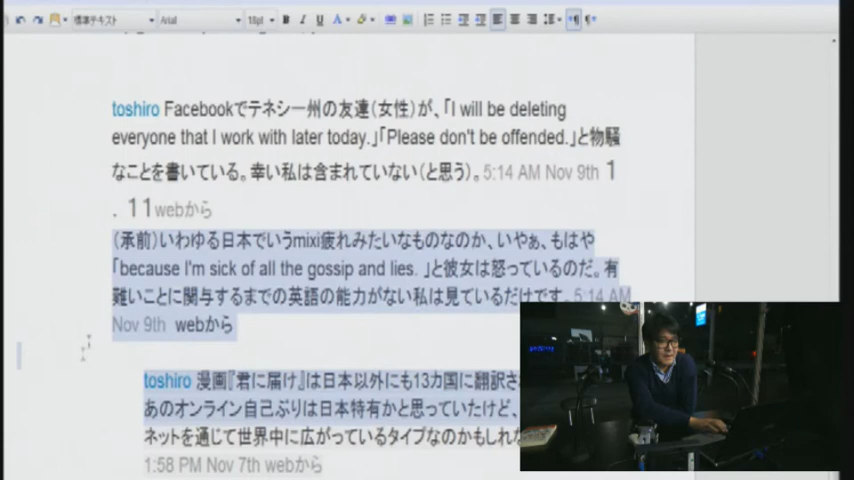 標準テキスト Arial 18pt B I U A
toshiro Facebookでテネシー州の友達(女性)が、「I will be deleting
everyone that I work with later today.」「Please don't be offended.」と物騒
なことを書いている。幸い私は含まれていない(と思う)。5:14 AM Nov 9th 1
. 11webから
(承前)いわゆる日本でいうmixi疲れみたいなものなのか、いやぁ、もはや
「because I'm sick of all the gossip and lies. 」と彼女は怒っているのだ。有
難いことに関与するまでの英語の能力がない私は見ているだけです。5:14 AM
Nov 9th webから
toshiro 漫画『君に届け』は日本以外にも13カ国に翻訳さ
あのオンライン自己ぶりは日本特有かと思っていたけど、
ネットを通じて世界中に広がっているタイプなのかもしれな
1:58 PM Nov 7th webから